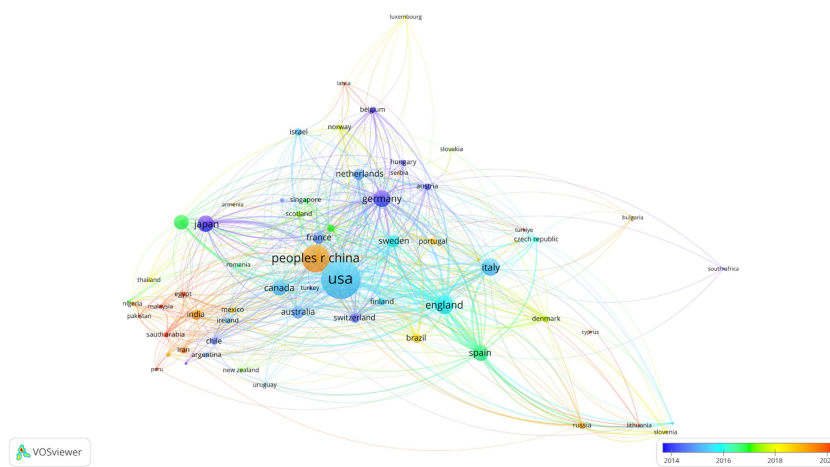 luxembourg
latvia
belgium
israel
norway
slovakia
hungary
serbia
netherlands
austria
germany
armenia
singapore
scotland
japan
france
sweden
portugal
turkiye
czech republic
bulgaria
peoples r china
romania
italy
south africa
usa
thailand
canada
turkey
egypt
nigeria
malaysia
mexico
finland
england
pakistan
india
ireland
australia
switzerland
denmark
saudi arabia
chile
brazil
cyprus
iran
argentina
spain
peru
new zealand
uruguay
russia
lithuania
slovenia
VOSviewer
2014
2016
2018